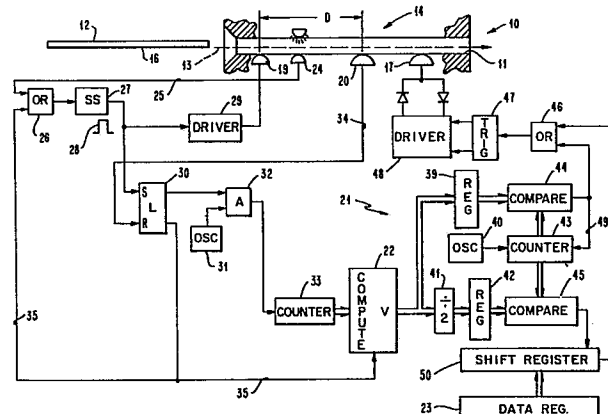 D
14
10
12
13
16
11
19
24
20
17
25
27
OR
SS
26
28
29
DRIVER
34
47
TRIG
46
OR
DRIVER
48
30
S
L
R
32
A
39
REG
44
COMPARE
21
43
49
OSC
31
22
OSC
40
COUNTER
COUNTER
33
COMPUTE
V
41
÷2
42
REG
45
COMPARE
35
35
SHIFT REGISTER
50
DATA REG.
23